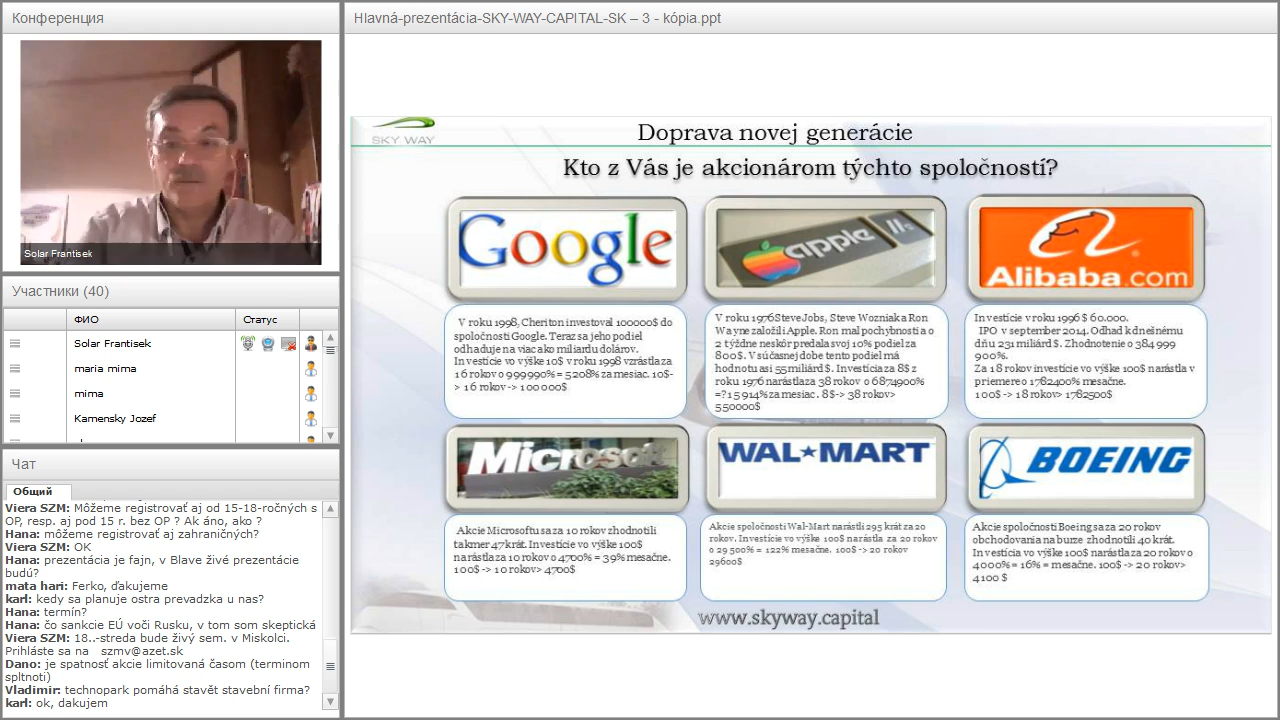 Конференция
Solar Frantisek
Участники (40)
ФИО
Статус
Solar Frantisek
maria mima
mima
Kamensky Jozef
Чат
Общий
Viera SZM: Môžeme registrovať aj od 15-18-ročných s
OP, resp. aj pod 15 r. bez OP ? Ak áno, ako ?
Hana: môžeme registrovať aj zahraničných?
Viera SZM: OK
Hana: prezentácia je fajn, v Blave živé prezentácie
budú?
mata hari: Ferko, ďakujeme
karl: kedy sa planuje ostra prevadzka u nas?
Hana: termín?
Hana: čo sankcie EÚ voči Rusku, v tom som skeptická
Viera SZM: 18..-streda bude živý sem. v Miskolci.
Prihláste sa na szmv@azet.sk
Dano: je spatnosť akcie limitovaná časom (terminom
spltnoti)
Vladimir: technopark pomáhá stavět stavební firma?
karl: ok, dakujem
Hlavná-prezentácia-SKY-WAY-CAPITAL-SK – 3 - kópia.ppt
SKY WAY
Doprava novej generácie
Kto z Vás je akcionárom týchto spoločností?
Google
apple //s
Alibaba.com
V roku 1998, Cheriton investoval 100000$ do
spoločnosti Google. Teraz sa jeho podiel
odhaduje na viac ako miliardu dolárov.
Investície vo výške 10$ v roku 1998 vzrástla za
16 rokov o 999990% = 5208% za mesiac. 10$-
> 16 rokov -> 100 000$
V roku 1976 Steve Jobs, Steve Wozniak a Ron
Wayne založili Apple. Ron mal pochybnosti a o
2 týždne neskôr predala svoj 10% podiel za
800$. V súčasnej dobe tento podiel má
hodnotu asi 55 miliárd $. Investícia za 8$ z
roku 1976 narástla za 38 rokov o 6874900%
=?15 914% za mesiac. 8$-> 38 rokov>
550000$
Investície v roku 1996 $ 60.000.
IPO v september 2014. Odhad k dnešnému
dňu 231 miliárd $. Zhodnotenie o 384 999
900%.
Za 18 rokov investície vo výške 100$ narástla v
priemere o 1782400% mesačne.
100$ -> 18 rokov> 1782500$
Microsoft
WAL★MART
BOEING
Akcie Microsoftu sa za 10 rokov zhodnotili
takmer 47 krát. Investície vo výške 100$
narástla za 10 rokov o 4700% = 39% mesačne.
100$ -> 10 rokov> 4700$
Akcie spoločnosti Wal-Mart narástli 295 krát za 20
rokov. Investície vo výške 100$ narástla za 20 rokov
o 29 500% = 122% mesačne. 100$ -> 20 rokov
29600$
Akcie spoločnosti Boeing sa za 20 rokov
obchodovania na burze zhodnotili 40 krát.
Investícia vo výške 100$ narástla za 20 rokov o
4000% = 16% = mesačne. 100$ -> 20 rokov>
4100 $
www.skyway.capital